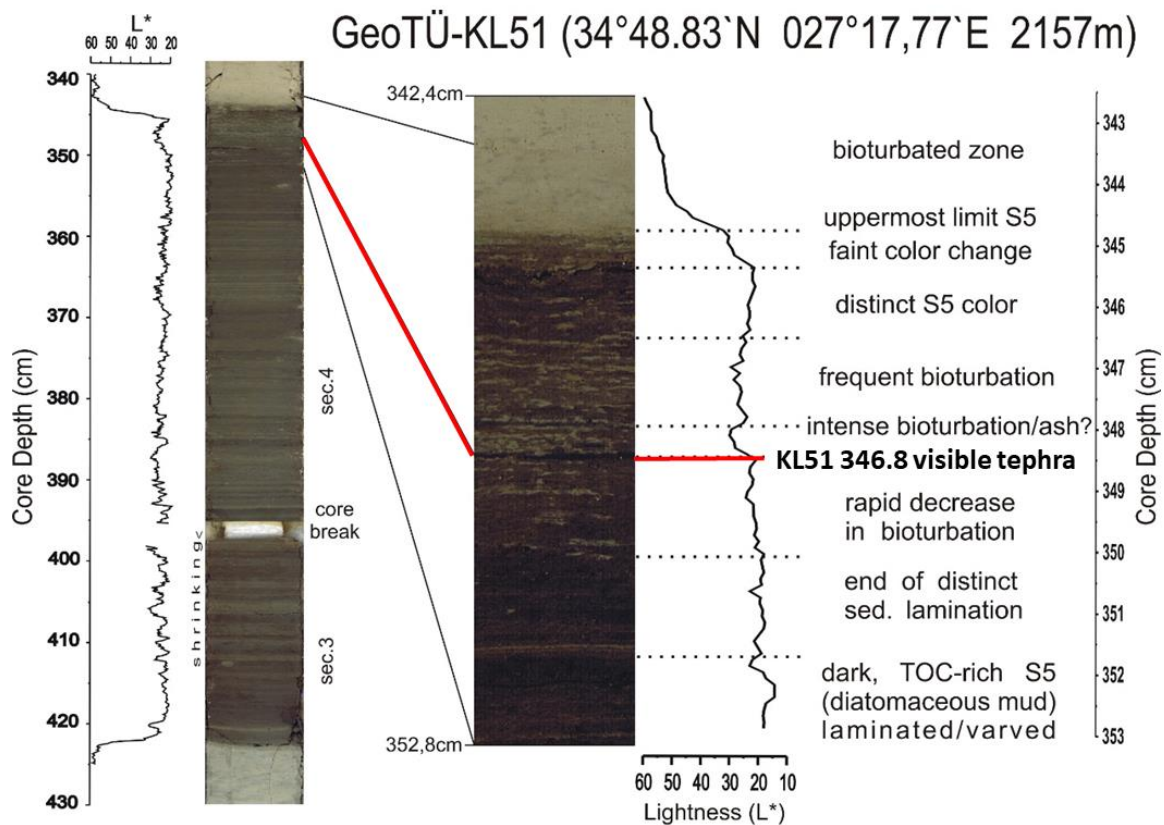 GeoTÜ-KL51 (34°48.83`N 027°17,77`E 2157m)
L*
60 50 40 30 20
340
350
360
370
380
390
400
410
420
430
Core Depth (cm)
sec.4
core
break
shrinking<
sec.3
342,4cm
352,8cm
bioturbated zone
uppermost limit S5
faint color change
distinct S5 color
frequent bioturbation
intense bioturbation/ash?
KL51 346.8 visible tephra
rapid decrease
in bioturbation
end of distinct
sed. lamination
dark, TOC-rich S5
(diatomaceous mud)
laminated/varved
343
344
345
346
347
348
349
350
351
352
353
Core Depth (cm)
60 50 40 30 20 10
Lightness (L*)